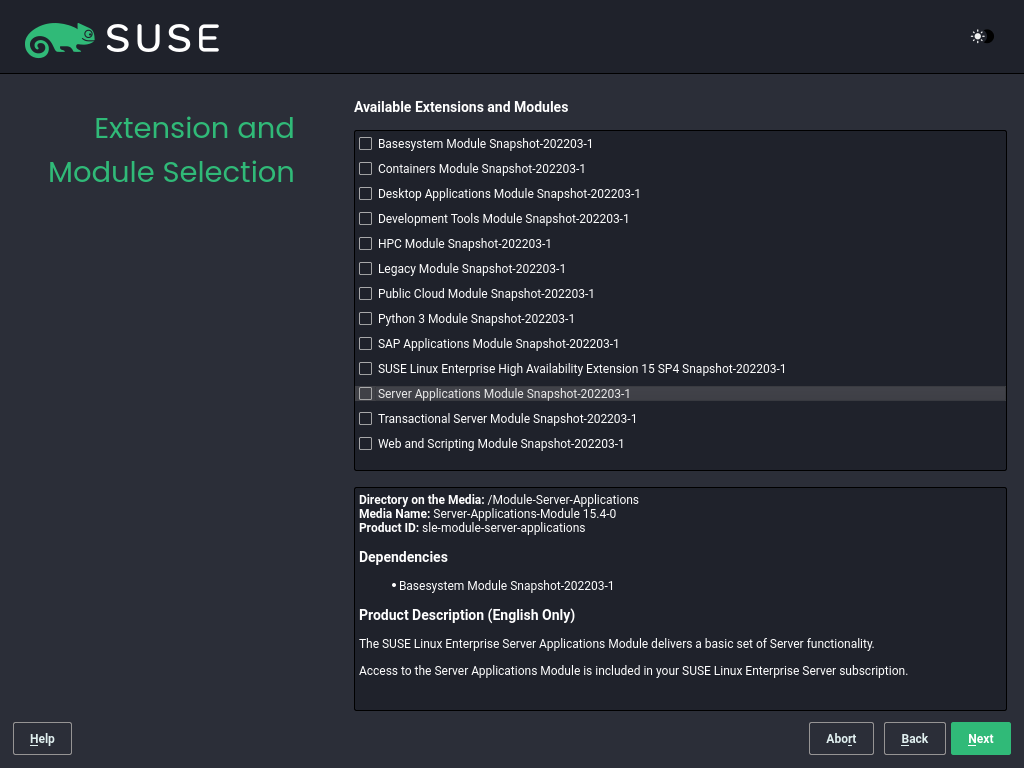 SUSE
Extension and
Module Selection
Available Extensions and Modules
Basesystem Module Snapshot-202203-1
Containers Module Snapshot-202203-1
Desktop Applications Module Snapshot-202203-1
Development Tools Module Snapshot-202203-1
HPC Module Snapshot-202203-1
Legacy Module Snapshot-202203-1
Public Cloud Module Snapshot-202203-1
Python 3 Module Snapshot-202203-1
SAP Applications Module Snapshot-202203-1
SUSE Linux Enterprise High Availability Extension 15 SP4 Snapshot-202203-1
Server Applications Module Snapshot-202203-1
Transactional Server Module Snapshot-202203-1
Web and Scripting Module Snapshot-202203-1
Directory on the Media: /Module-Server-Applications
Media Name: Server-Applications-Module 15.4-0
Product ID: sle-module-server-applications
Dependencies
• Basesystem Module Snapshot-202203-1
Product Description (English Only)
The SUSE Linux Enterprise Server Applications Module delivers a basic set of Server functionality.
Access to the Server Applications Module is included in your SUSE Linux Enterprise Server subscription.
Help
Abort
Back
Next